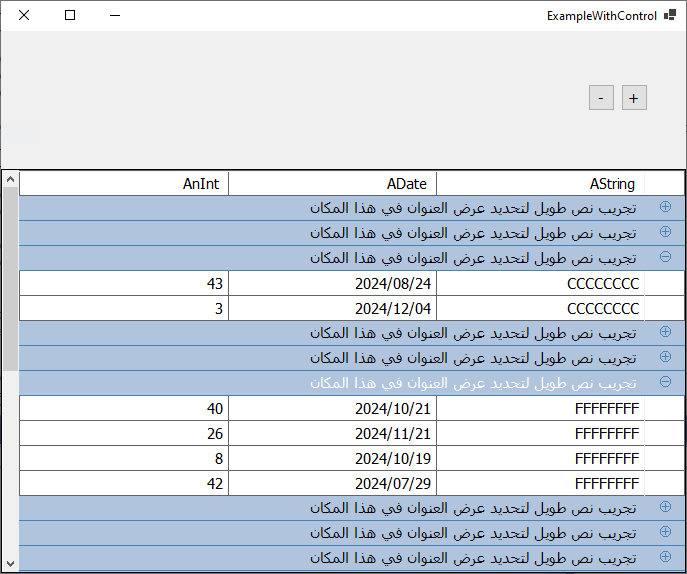 ExampleWithControl
+ -
AString ADate AnInt
تجريب نص طويل لتحديد عرض العنوان في هذا المكان
تجريب نص طويل لتحديد عرض العنوان في هذا المكان
تجريب نص طويل لتحديد عرض العنوان في هذا المكان
CCCCCCCC 2024/08/24 43
CCCCCCCC 2024/12/04 3
تجريب نص طويل لتحديد عرض العنوان في هذا المكان
تجريب نص طويل لتحديد عرض العنوان في هذا المكان
تجريب نص طويل لتحديد عرض العنوان في هذا المكان
FFFFFFFF 2024/10/21 40
FFFFFFFF 2024/11/21 26
FFFFFFFF 2024/10/19 8
FFFFFFFF 2024/07/29 42
تجريب نص طويل لتحديد عرض العنوان في هذا المكان
تجريب نص طويل لتحديد عرض العنوان في هذا المكان
تجريب نص طويل لتحديد عرض العنوان في هذا المكان